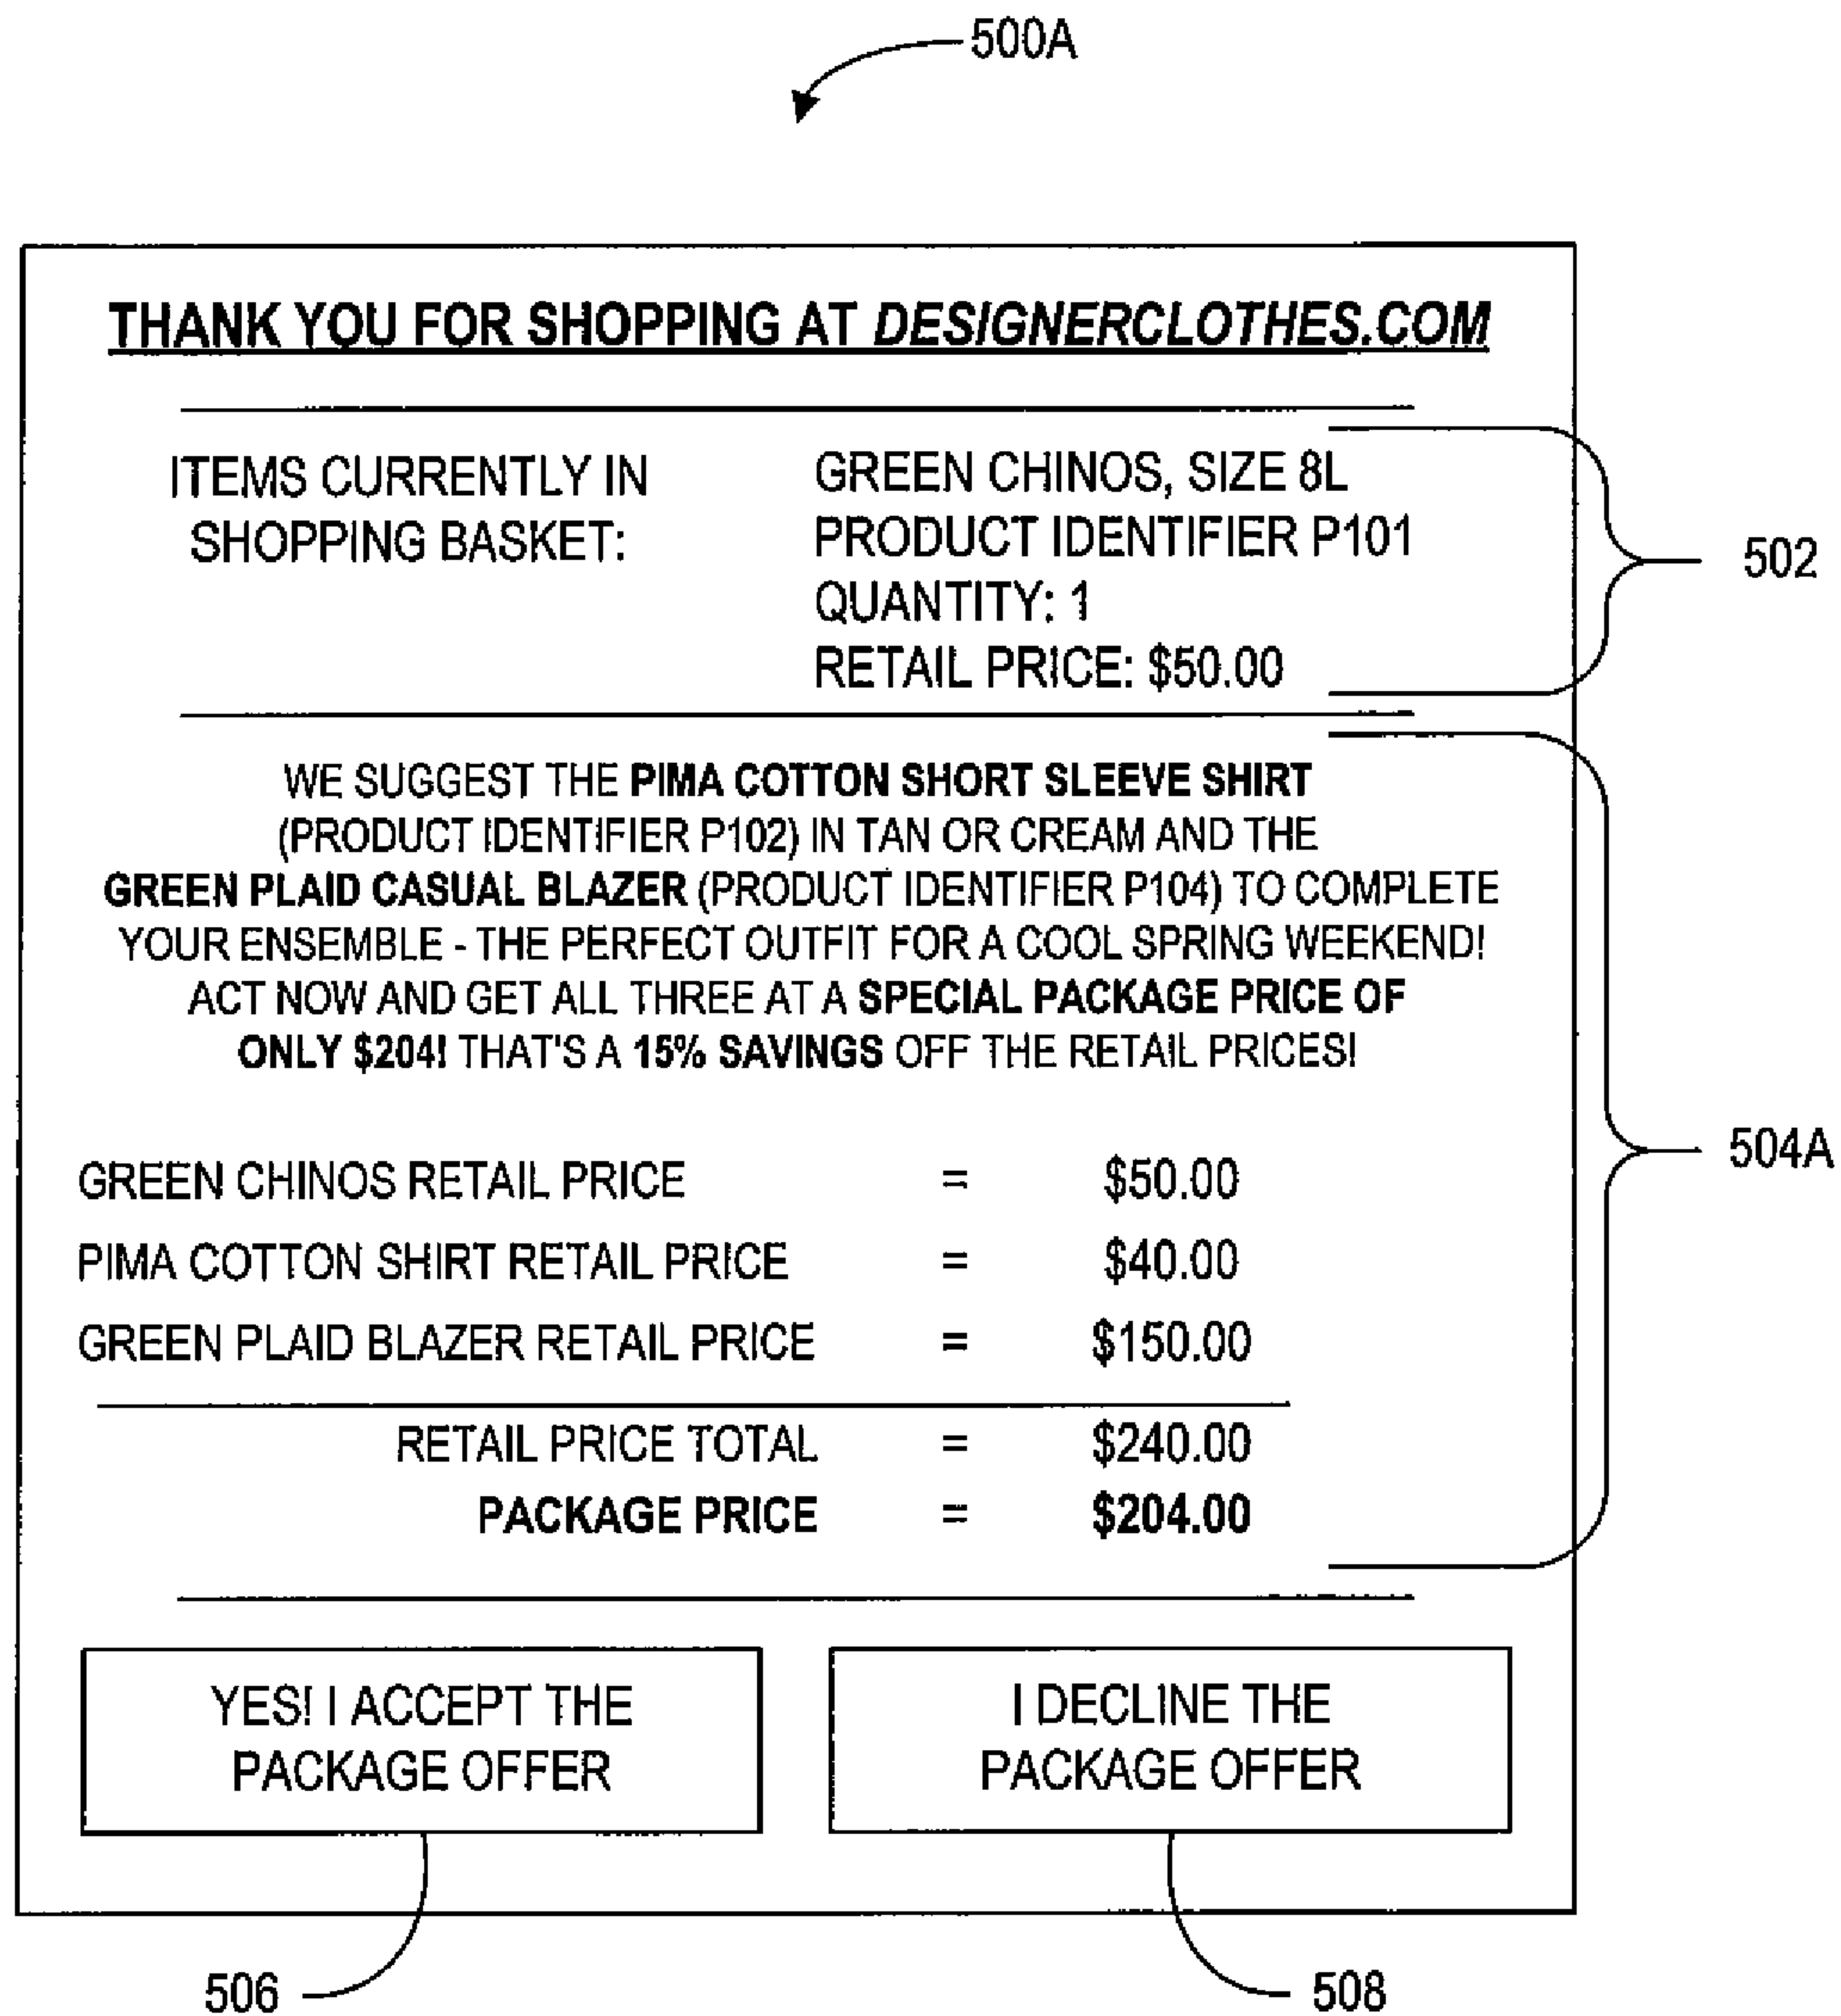 500A
THANK YOU FOR SHOPPING AT DESIGNERCLOTHES.COM
ITEMS CURRENTLY IN
SHOPPING BASKET:
GREEN CHINOS, SIZE 8L
PRODUCT IDENTIFIER P101
QUANTITY: 1
RETAIL PRICE: $50.00
502
WE SUGGEST THE PIMA COTTON SHORT SLEEVE SHIRT
(PRODUCT IDENTIFIER P102) IN TAN OR CREAM AND THE
GREEN PLAID CASUAL BLAZER (PRODUCT IDENTIFIER P104) TO COMPLETE
YOUR ENSEMBLE - THE PERFECT OUTFIT FOR A COOL SPRING WEEKEND!
ACT NOW AND GET ALL THREE AT A SPECIAL PACKAGE PRICE OF
ONLY $204! THAT'S A 15% SAVINGS OFF THE RETAIL PRICES!
504A
GREEN CHINOS RETAIL PRICE = $50.00
PIMA COTTON SHIRT RETAIL PRICE = $40.00
GREEN PLAID BLAZER RETAIL PRICE = $150.00
RETAIL PRICE TOTAL = $240.00
PACKAGE PRICE = $204.00
YES! I ACCEPT THE
PACKAGE OFFER
I DECLINE THE
PACKAGE OFFER
506
508